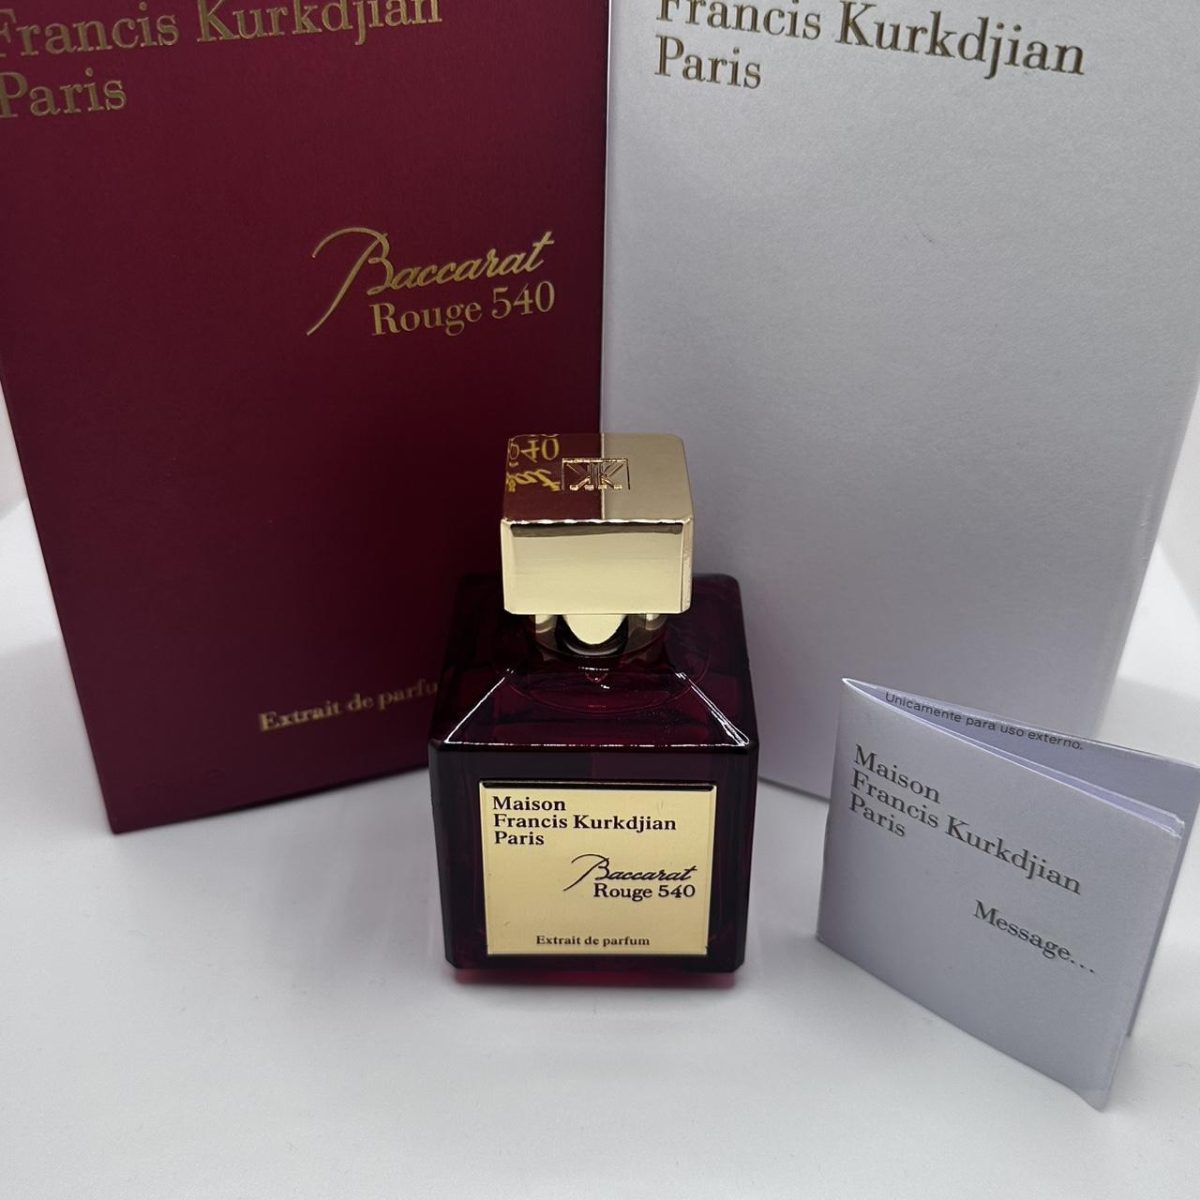 Francis Kurkdjian
Paris
Baccarat
Rouge 540
Extrait de parfu
Francis Kurkdjian
Paris
540
Maison
Francis Kurkdjian
Paris
Baccarat
Rouge 540
Extrait de parfum
Unicamente para uso externo.
Maison
Francis Kurkdjian
Paris
Message...